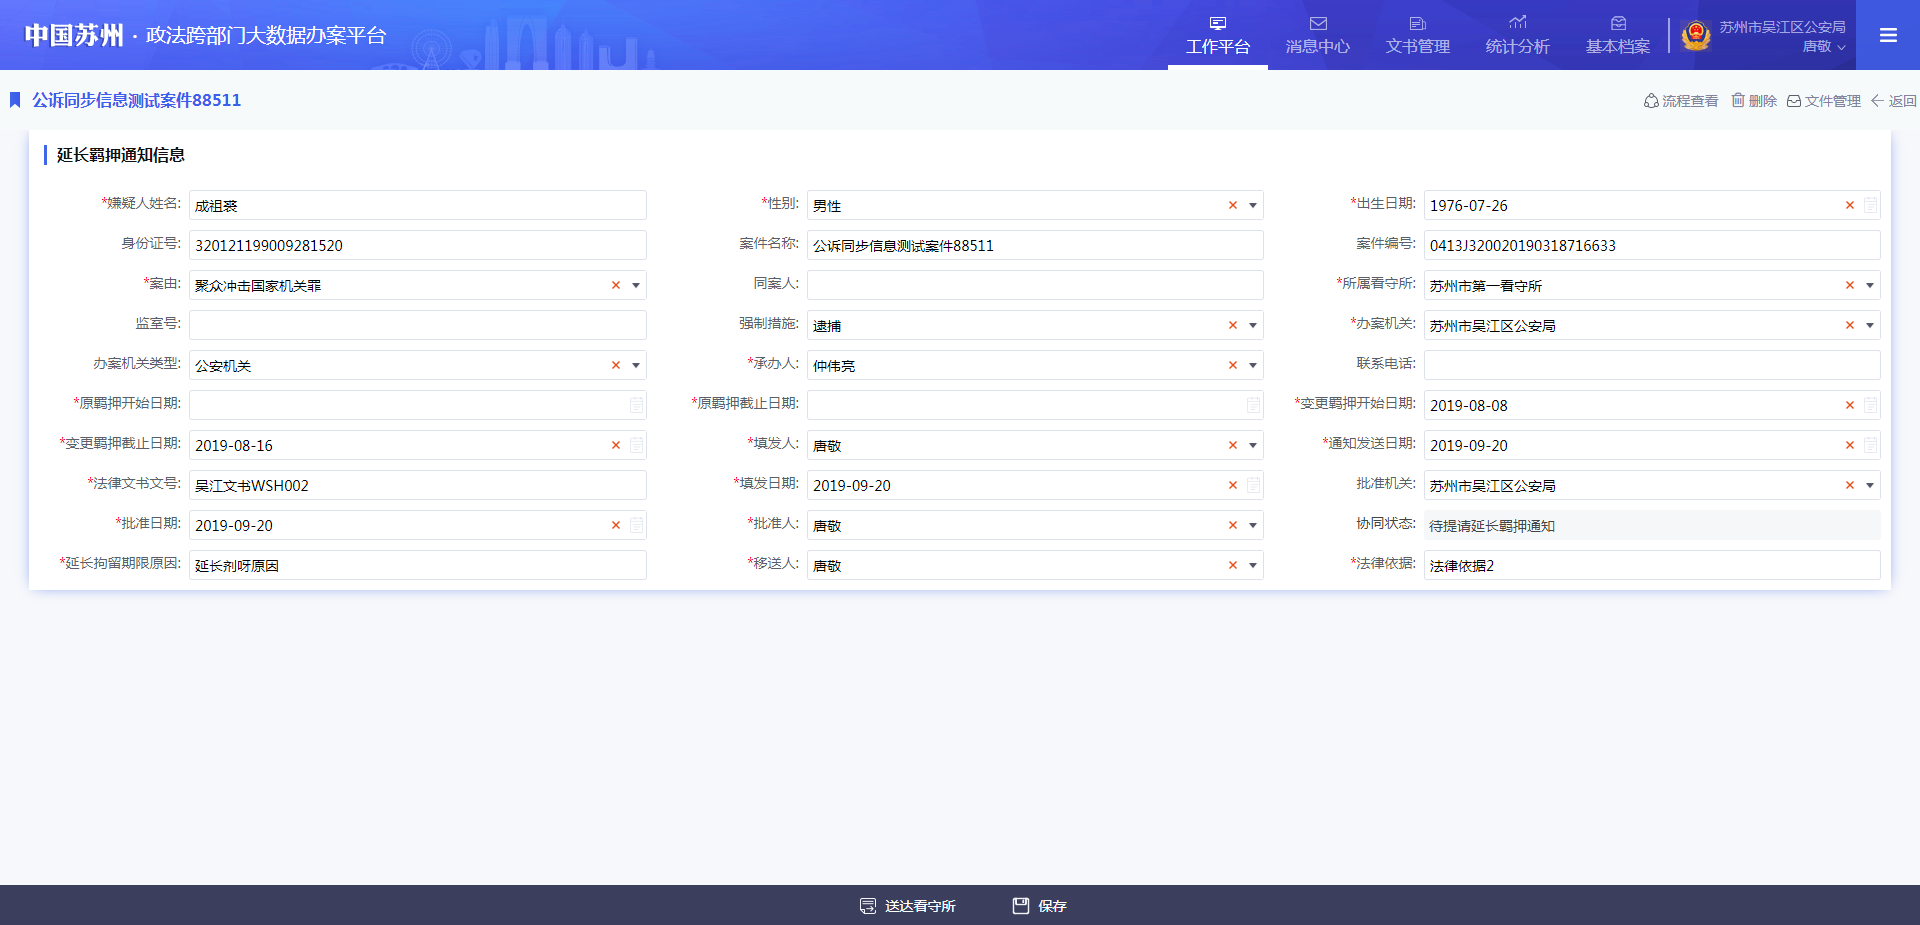 中国苏州 · 政法跨部门大数据办案平台
工作平台 消息中心 文书管理 统计分析 基本档案
苏州市吴江区公安局
唐敬
公诉同步信息测试案件88511
流程查看 删除 文件管理 返回
延长羁押通知信息
*嫌疑人姓名: 成祖裘 *性别: 男性 *出生日期: 1976-07-26
身份证号: 320121199009281520 案件名称: 公诉同步信息测试案件88511 案件编号: 0413J320020190318716633
*案由: 聚众冲击国家机关罪 同案人: *所属看守所: 苏州市第一看守所
监室号: 强制措施: 逮捕 *办案机关: 苏州市吴江区公安局
办案机关类型: 公安机关 *承办人: 仲伟亮 联系电话:
*原羁押开始日期: *原羁押截止日期: *变更羁押开始日期: 2019-08-08
*变更羁押截止日期: 2019-08-16 *填发人: 唐敬 *通知发送日期: 2019-09-20
*法律文书文号: 吴江文书WSH002 *填发日期: 2019-09-20 批准机关: 苏州市吴江区公安局
*批准日期: 2019-09-20 *批准人: 唐敬 协同状态: 待提请延长羁押通知
*延长拘留期限原因: 延长剂呀原因 *移送人: 唐敬 *法律依据: 法律依据2
送达看守所 保存